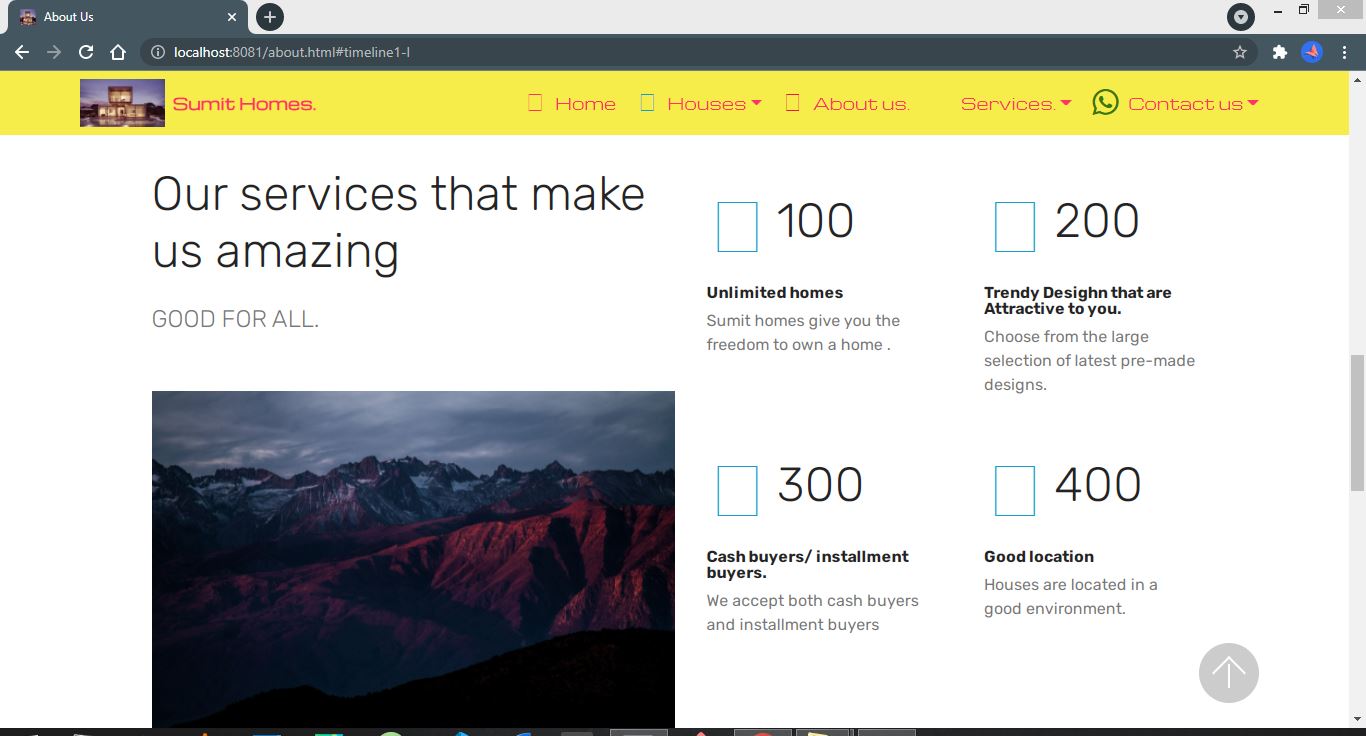 About Us
localhost:8081/about.html#timeline1-l
Sumit Homes.
Home
Houses
About us.
Services.
Contact us
Our services that make
us amazing
GOOD FOR ALL.
100
Unlimited homes
Sumit homes give you the
freedom to own a home .
200
Trendy Desighn that are
Attractive to you.
Choose from the large
selection of latest pre-made
designs.
300
Cash buyers/ installment
buyers.
We accept both cash buyers
and installment buyers
400
Good location
Houses are located in a
good environment.